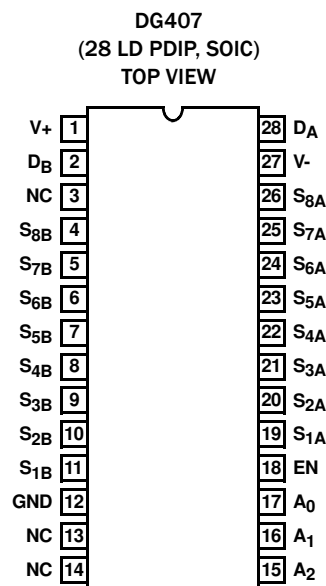 DG407
(28 LD PDIP, SOIC)
TOP VIEW
V+ 1 28 DA
DB 2 27 V-
NC 3 26 S8A
S8B 4 25 S7A
S7B 5 24 S6A
S6B 6 23 S5A
S5B 7 22 S4A
S4B 8 21 S3A
S3B 9 20 S2A
S2B 10 19 S1A
S1B 11 18 EN
GND 12 17 A0
NC 13 16 A1
NC 14 15 A2